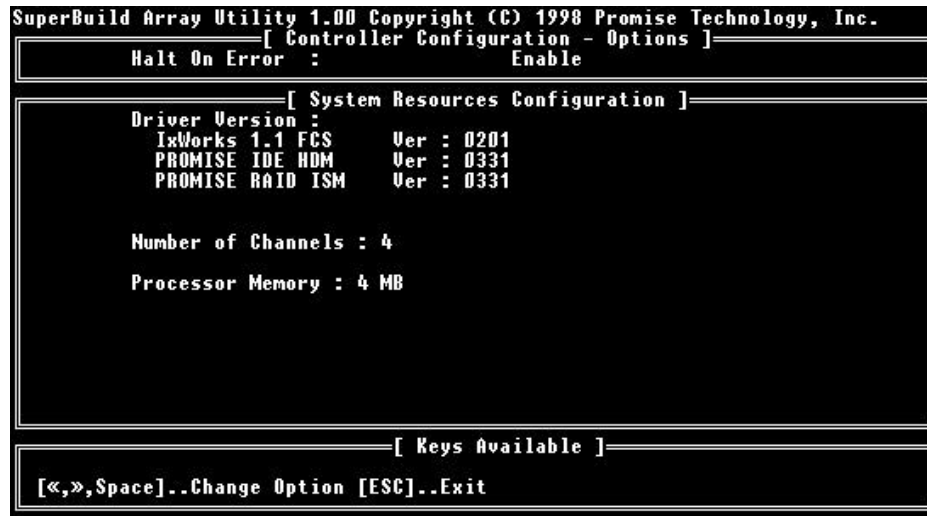 SuperBuild Array Utility 1.00 Copyright (C) 1998 Promise Technology, Inc.
[ Controller Configuration - Options ]
Halt On Error : Enable
[ System Resources Configuration ]
Driver Version :
IxWorks 1.1 FCS Ver : 0201
PROMISE IDE HDM Ver : 0331
PROMISE RAID ISM Ver : 0331
Number of Channels : 4
Processor Memory : 4 MB
[ Keys Available ]
[«,»,Space]..Change Option [ESC]..Exit